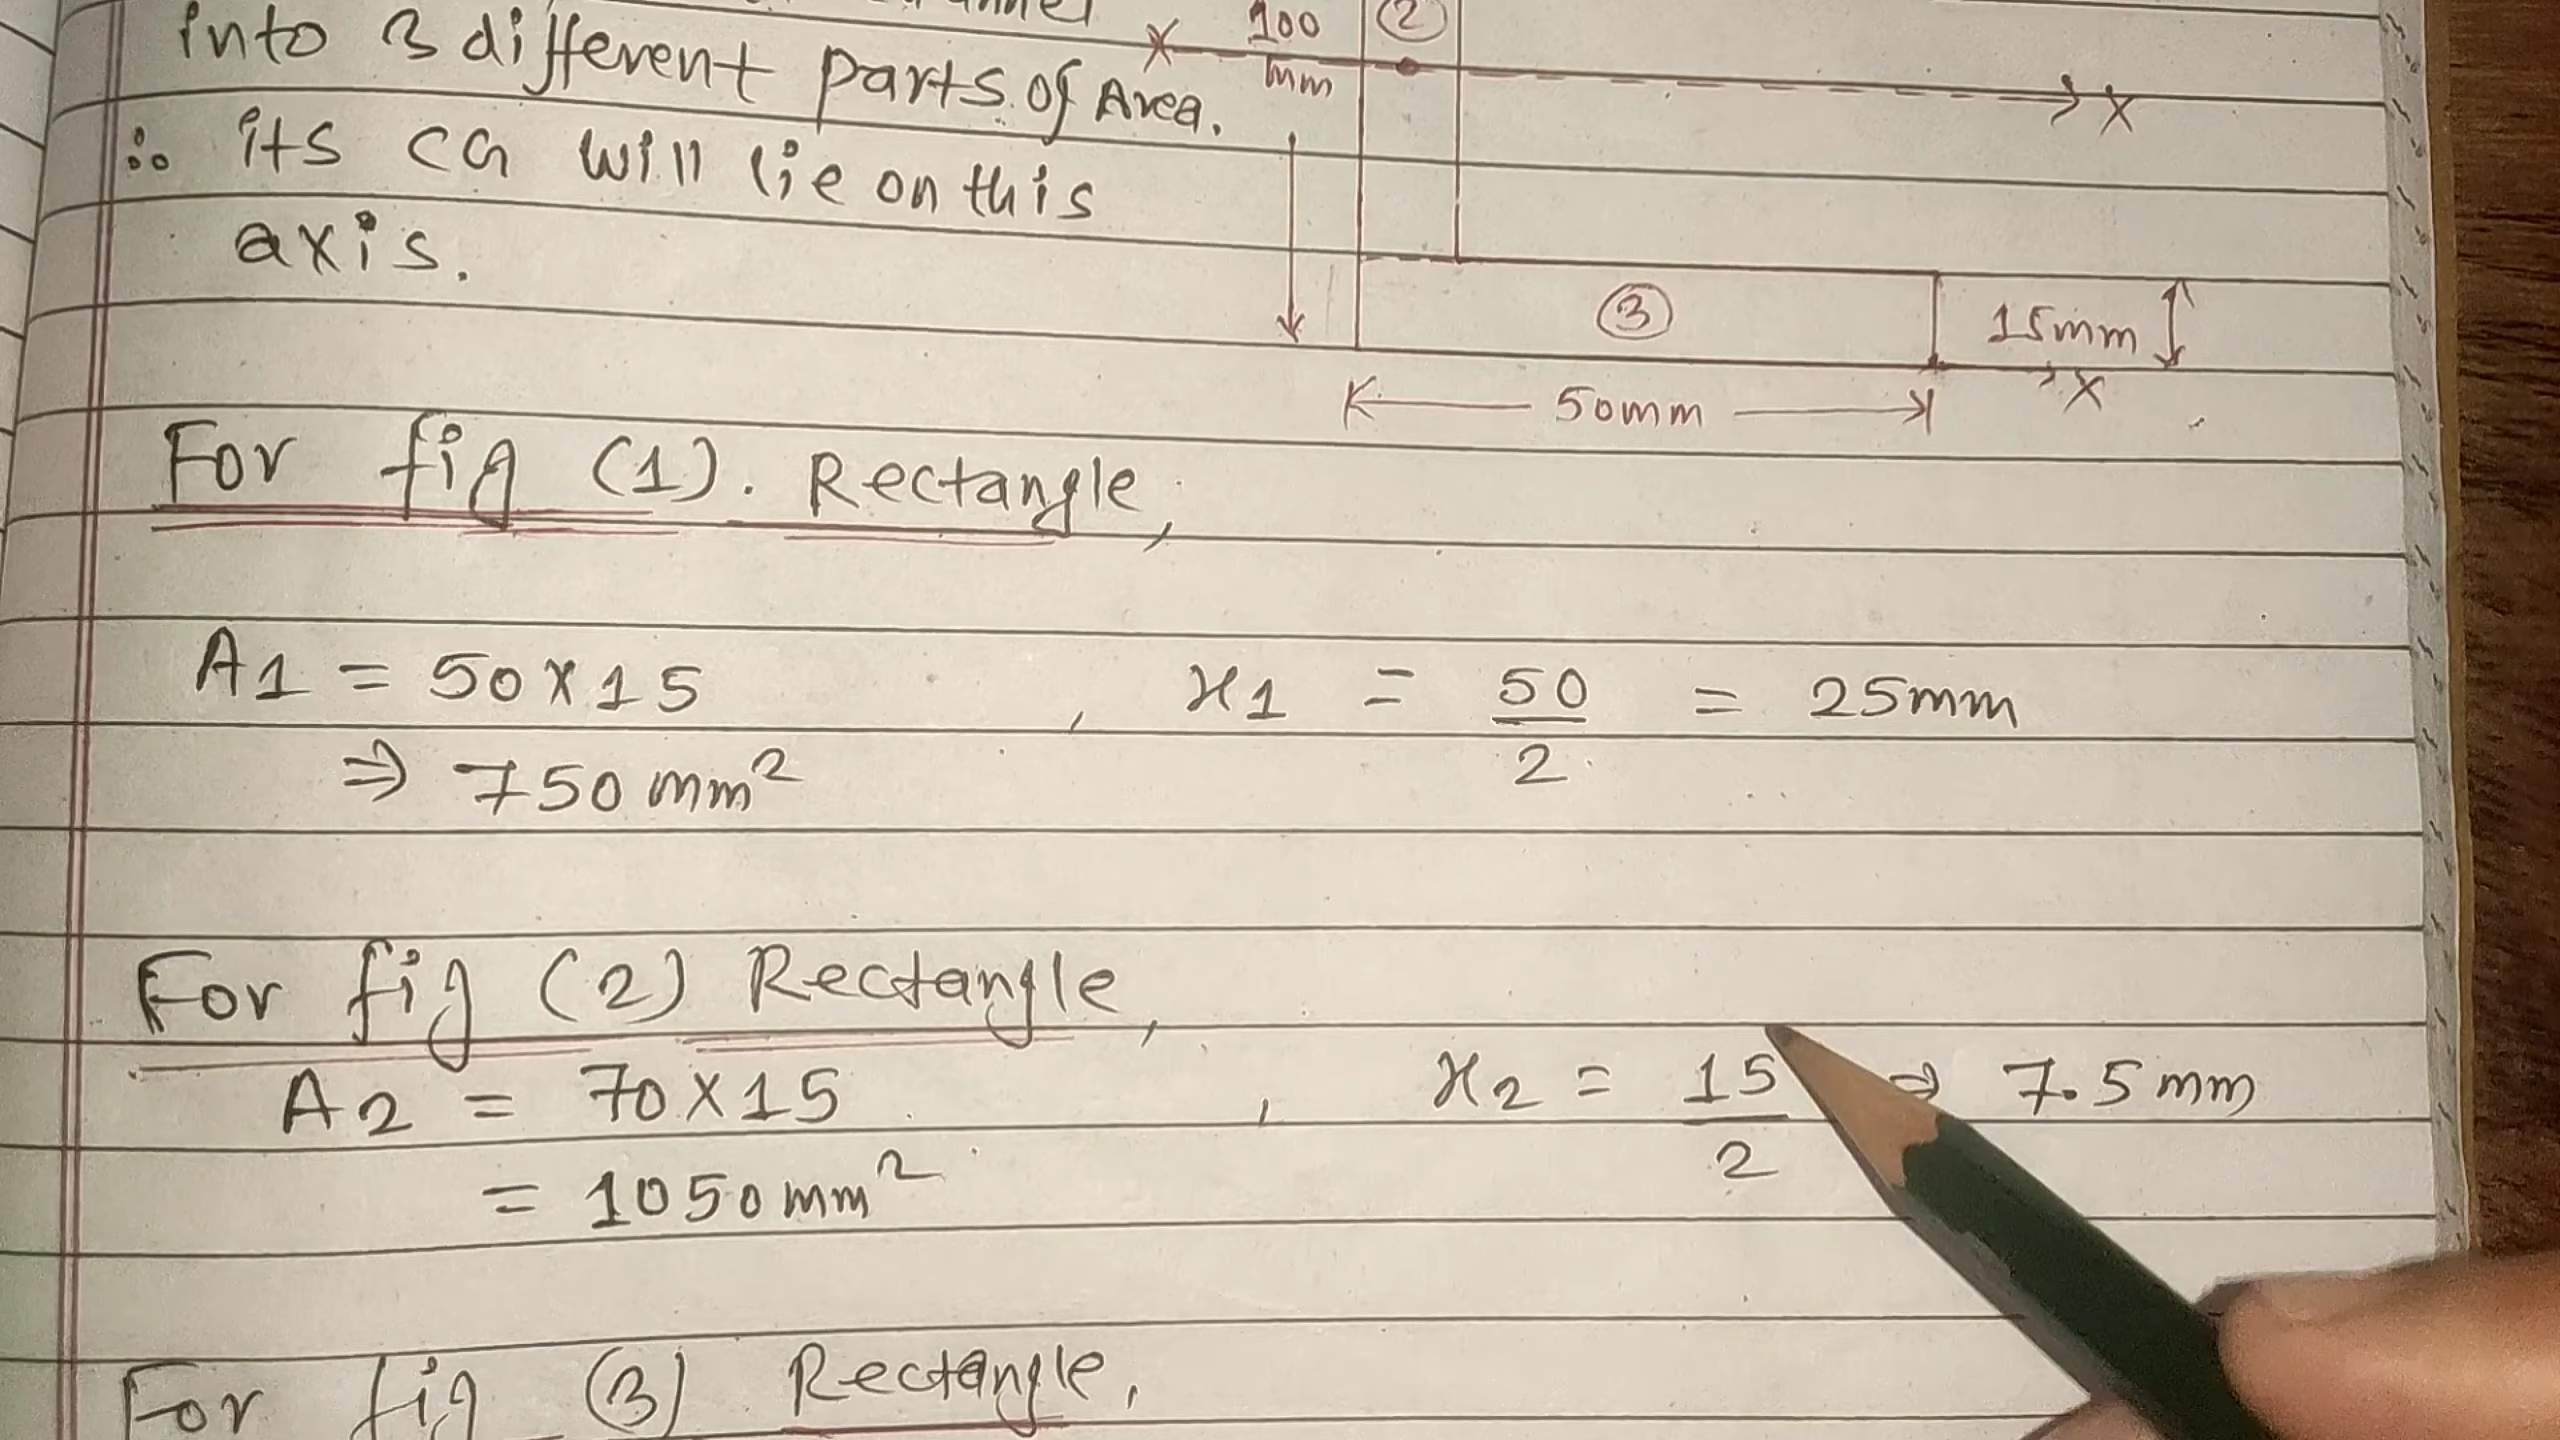 100
2
into 3 different parts of Area.
mm
X
X
∴ its CG will lie on this
axis.
3
15mm
50mm
X
For fig (1). Rectangle,
A1 = 50 x 15 , x1 = 50/2 = 25mm
⇒ 750 mm²
For fig (2) Rectangle,
A2 = 70 x 15 , x2 = 15/2 ⇒ 7.5 mm
= 1050 mm²
For fig (3) Rectangle,